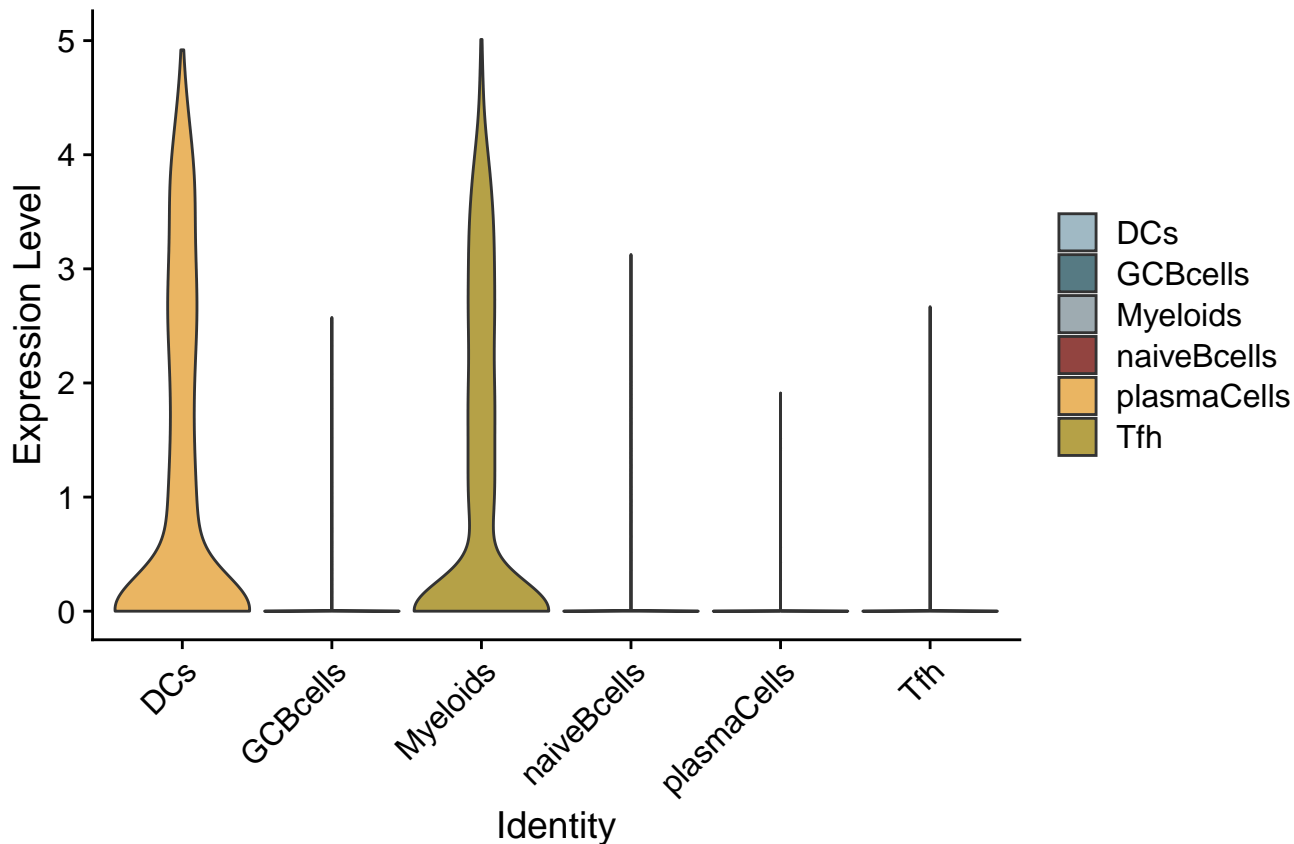 Expression Level
5
4
3
2
1
0
DCs
GCBcells
Myeloids
naiveBcells
plasmaCells
Tfh
Identity
DCs
GCBcells
Myeloids
naiveBcells
plasmaCells
Tfh